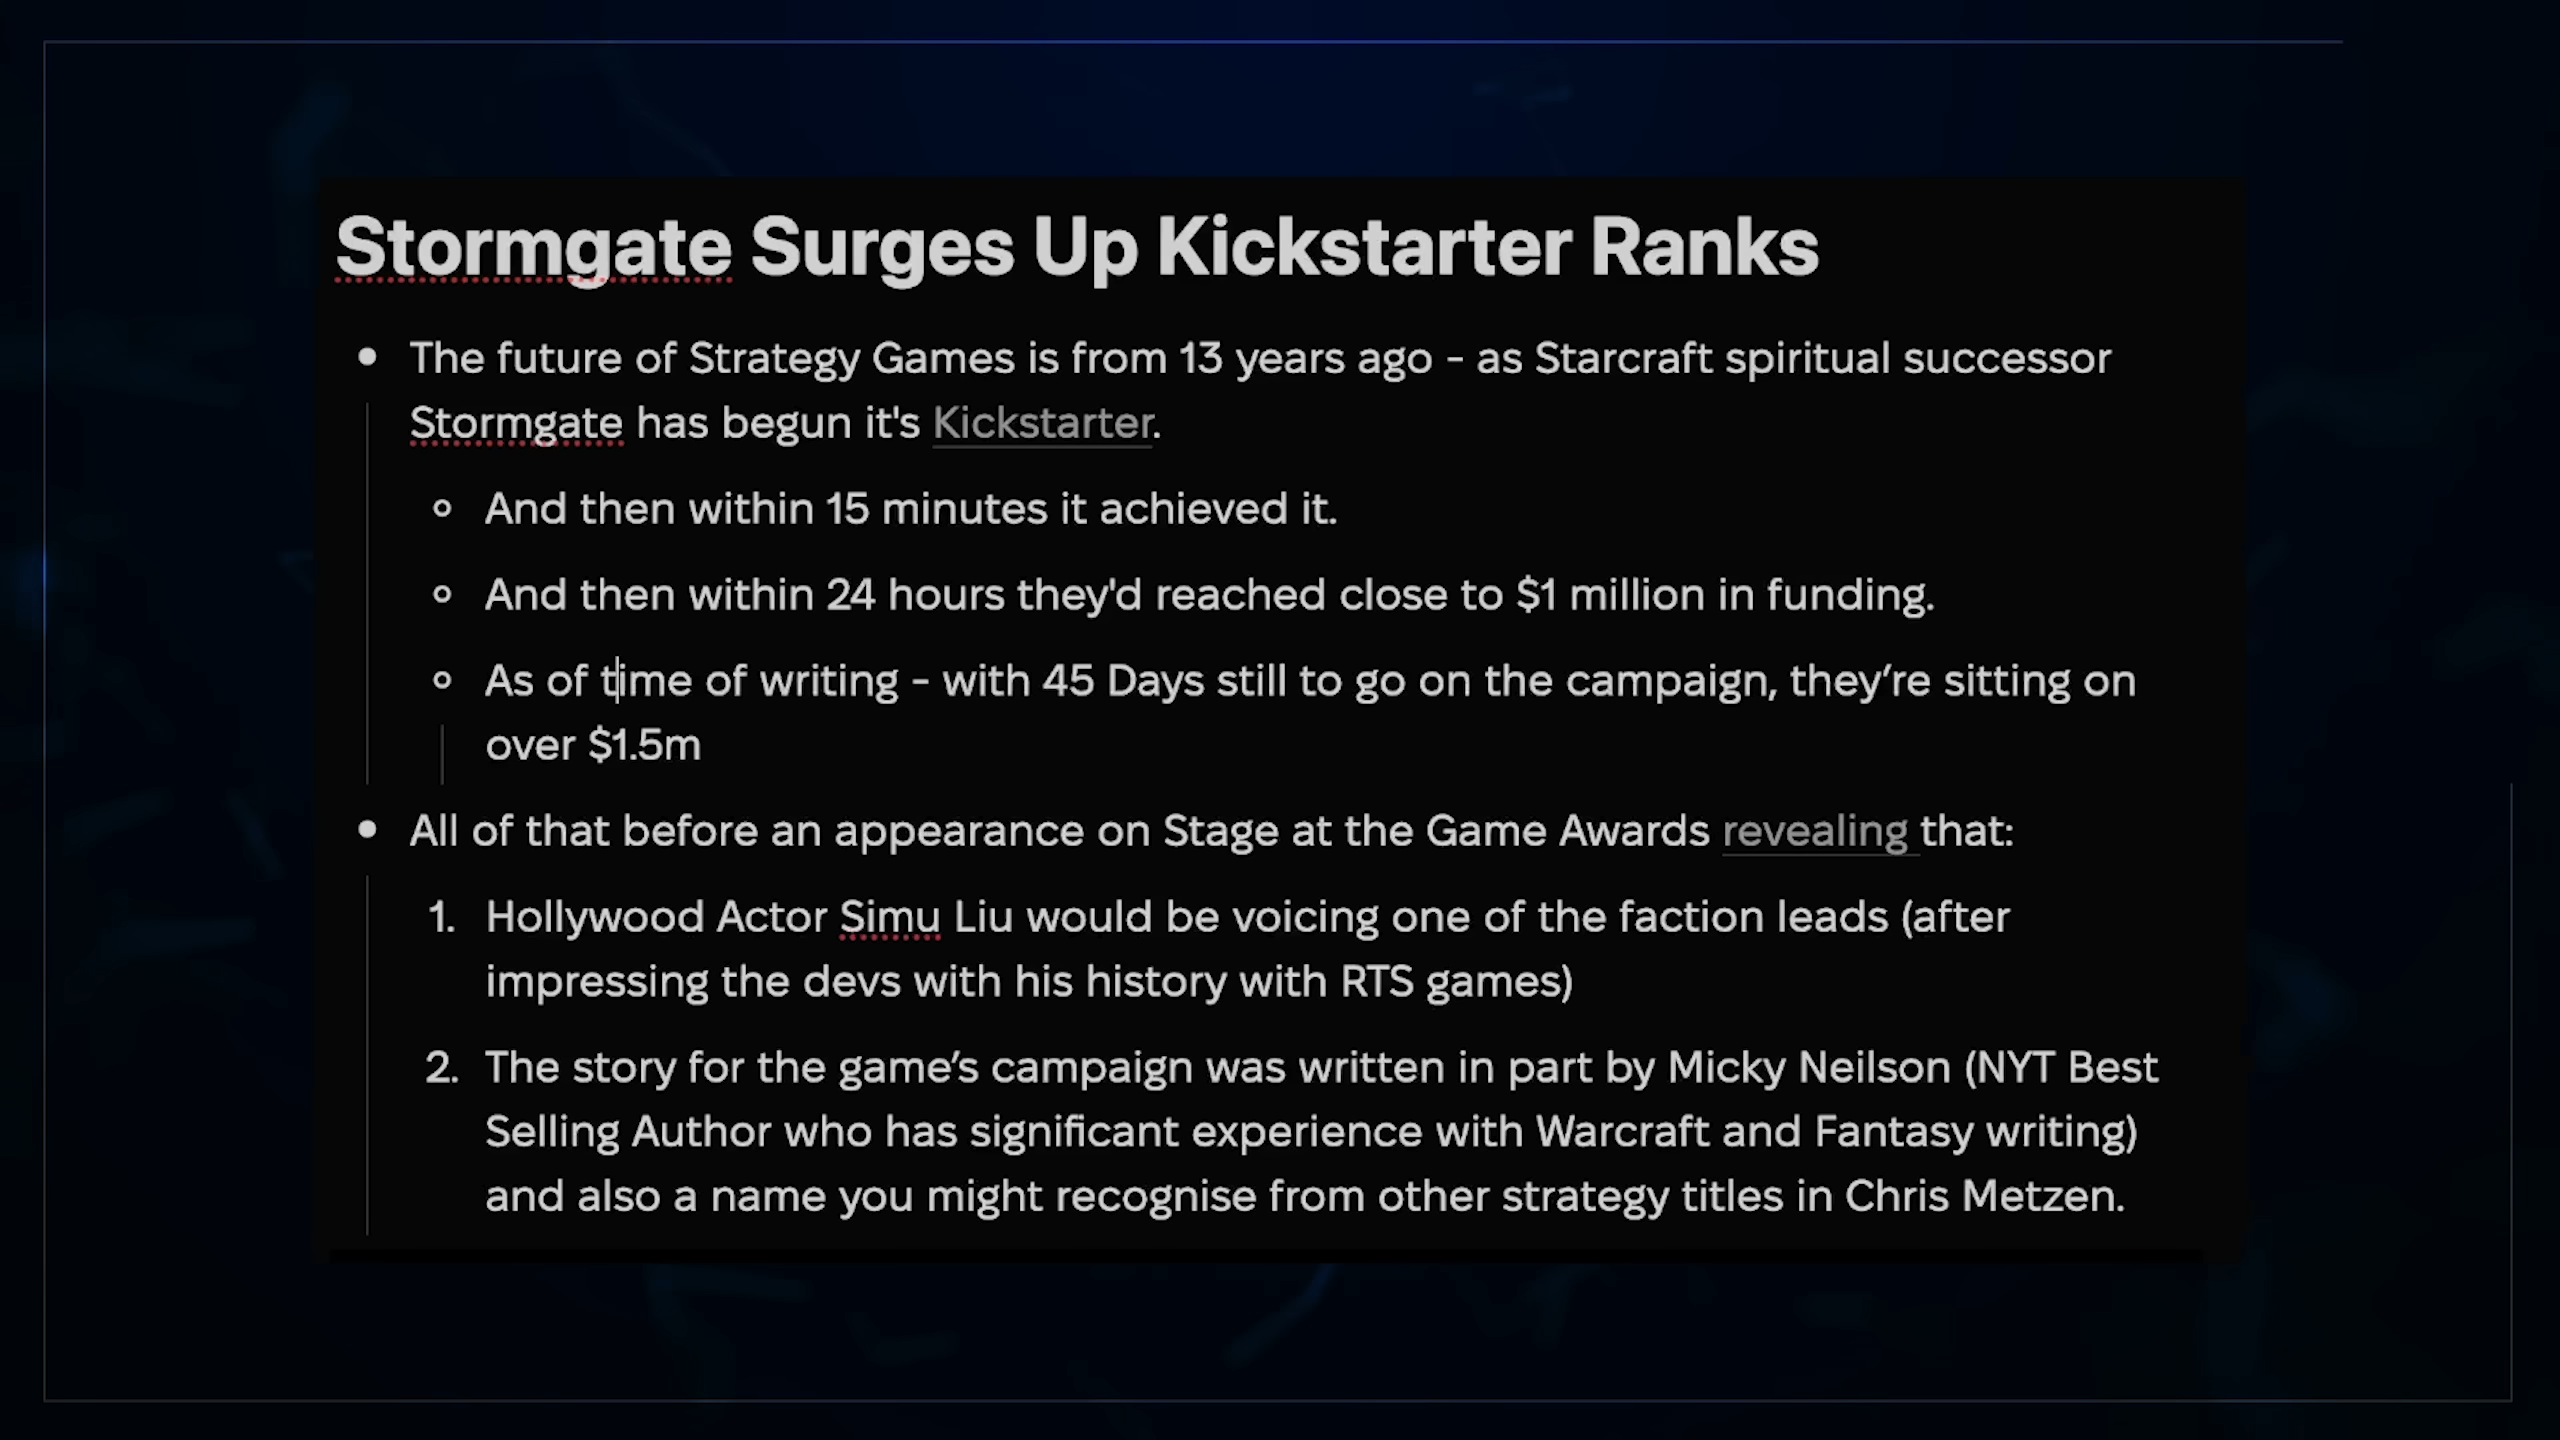 Stormgate Surges Up Kickstarter Ranks
• The future of Strategy Games is from 13 years ago - as Starcraft spiritual successor
Stormgate has begun it's Kickstarter.
◦ And then within 15 minutes it achieved it.
◦ And then within 24 hours they'd reached close to $1 million in funding.
◦ As of time of writing - with 45 Days still to go on the campaign, they’re sitting on
over $1.5m
• All of that before an appearance on Stage at the Game Awards revealing that:
1. Hollywood Actor Simu Liu would be voicing one of the faction leads (after
impressing the devs with his history with RTS games)
2. The story for the game’s campaign was written in part by Micky Neilson (NYT Best
Selling Author who has significant experience with Warcraft and Fantasy writing)
and also a name you might recognise from other strategy titles in Chris Metzen.